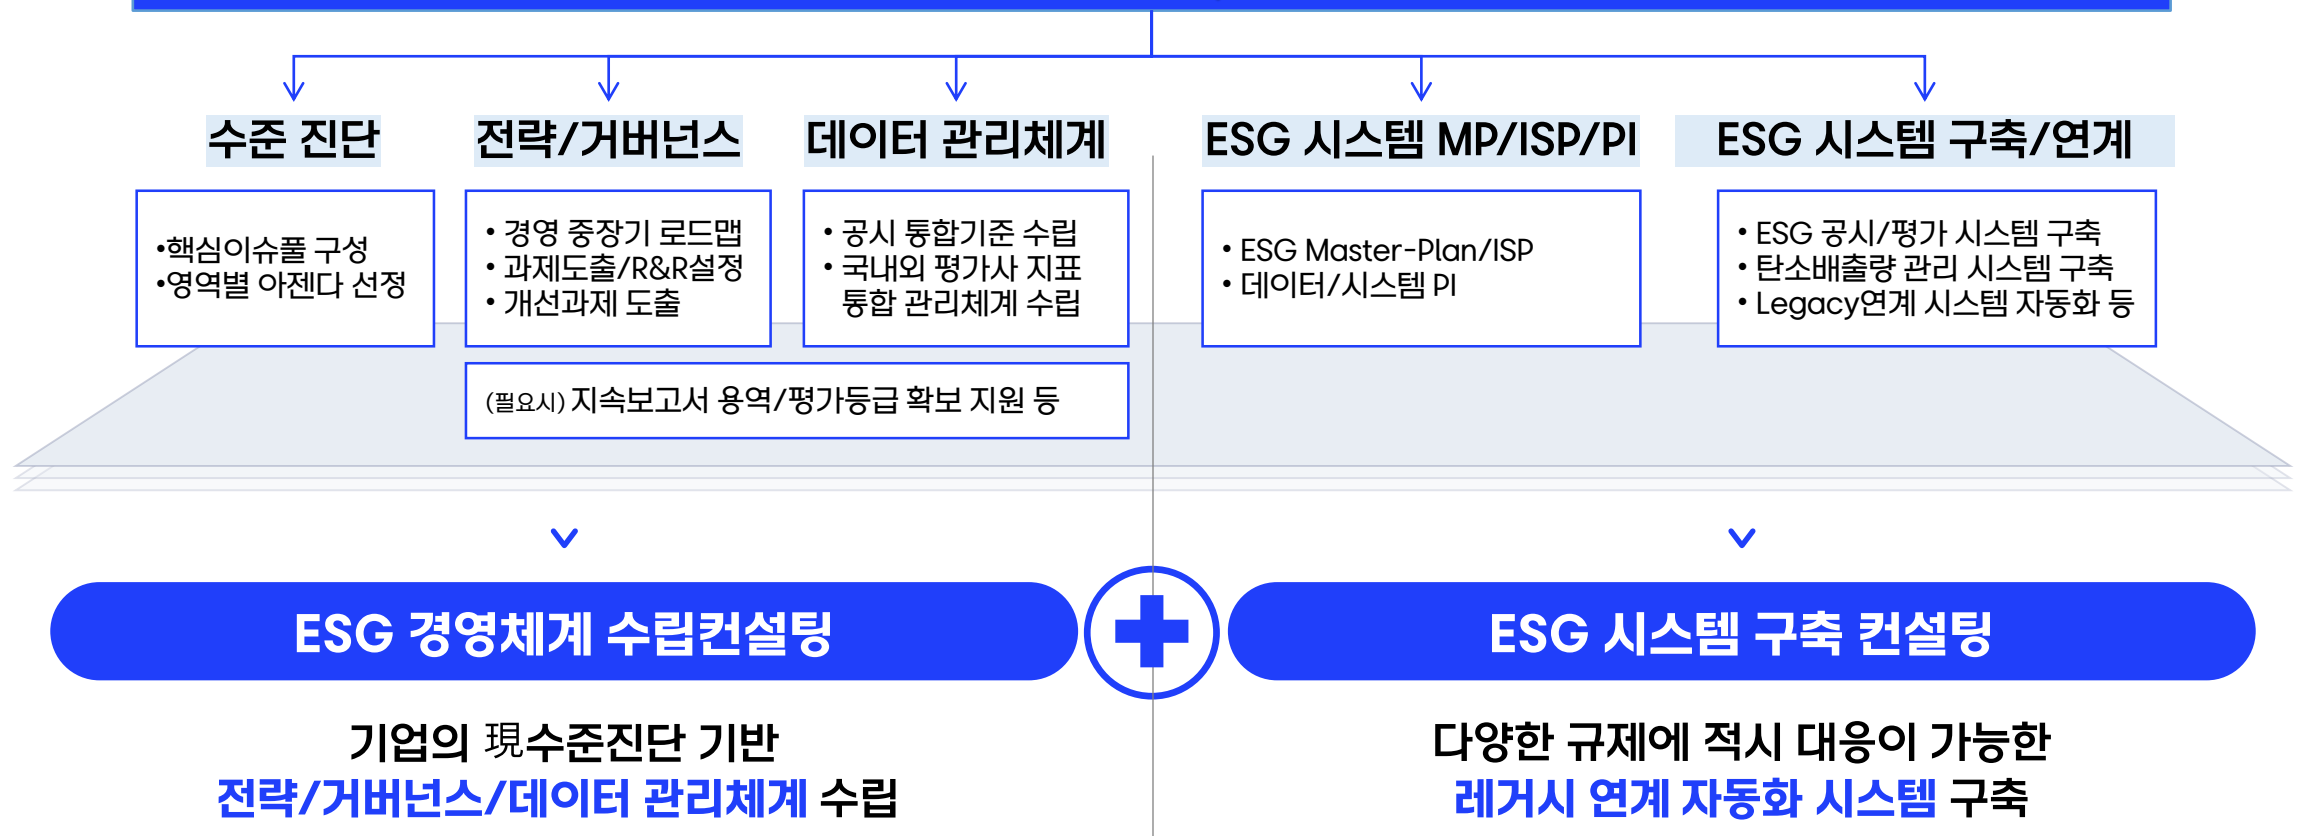 수준 진단
•핵심이슈풀 구성
•영역별 아젠다 선정
전략/거버넌스
• 경영 중장기 로드맵
• 과제도출/R&R설정
• 개선과제 도출
데이터 관리체계
• 공시 통합기준 수립
• 국내외 평가사 지표
통합 관리체계 수립
(필요시) 지속보고서 용역/평가등급 확보 지원 등
ESG 시스템 MP/ISP/PI
• ESG Master-Plan/ISP
• 데이터/시스템 PI
ESG 시스템 구축/연계
• ESG 공시/평가 시스템 구축
• 탄소배출량 관리 시스템 구축
• Legacy연계 시스템 자동화 등
ESG 경영체계 수립컨설팅
기업의 現수준진단 기반
전략/거버넌스/데이터 관리체계 수립
ESG 시스템 구축 컨설팅
다양한 규제에 적시 대응이 가능한
레거시 연계 자동화 시스템 구축